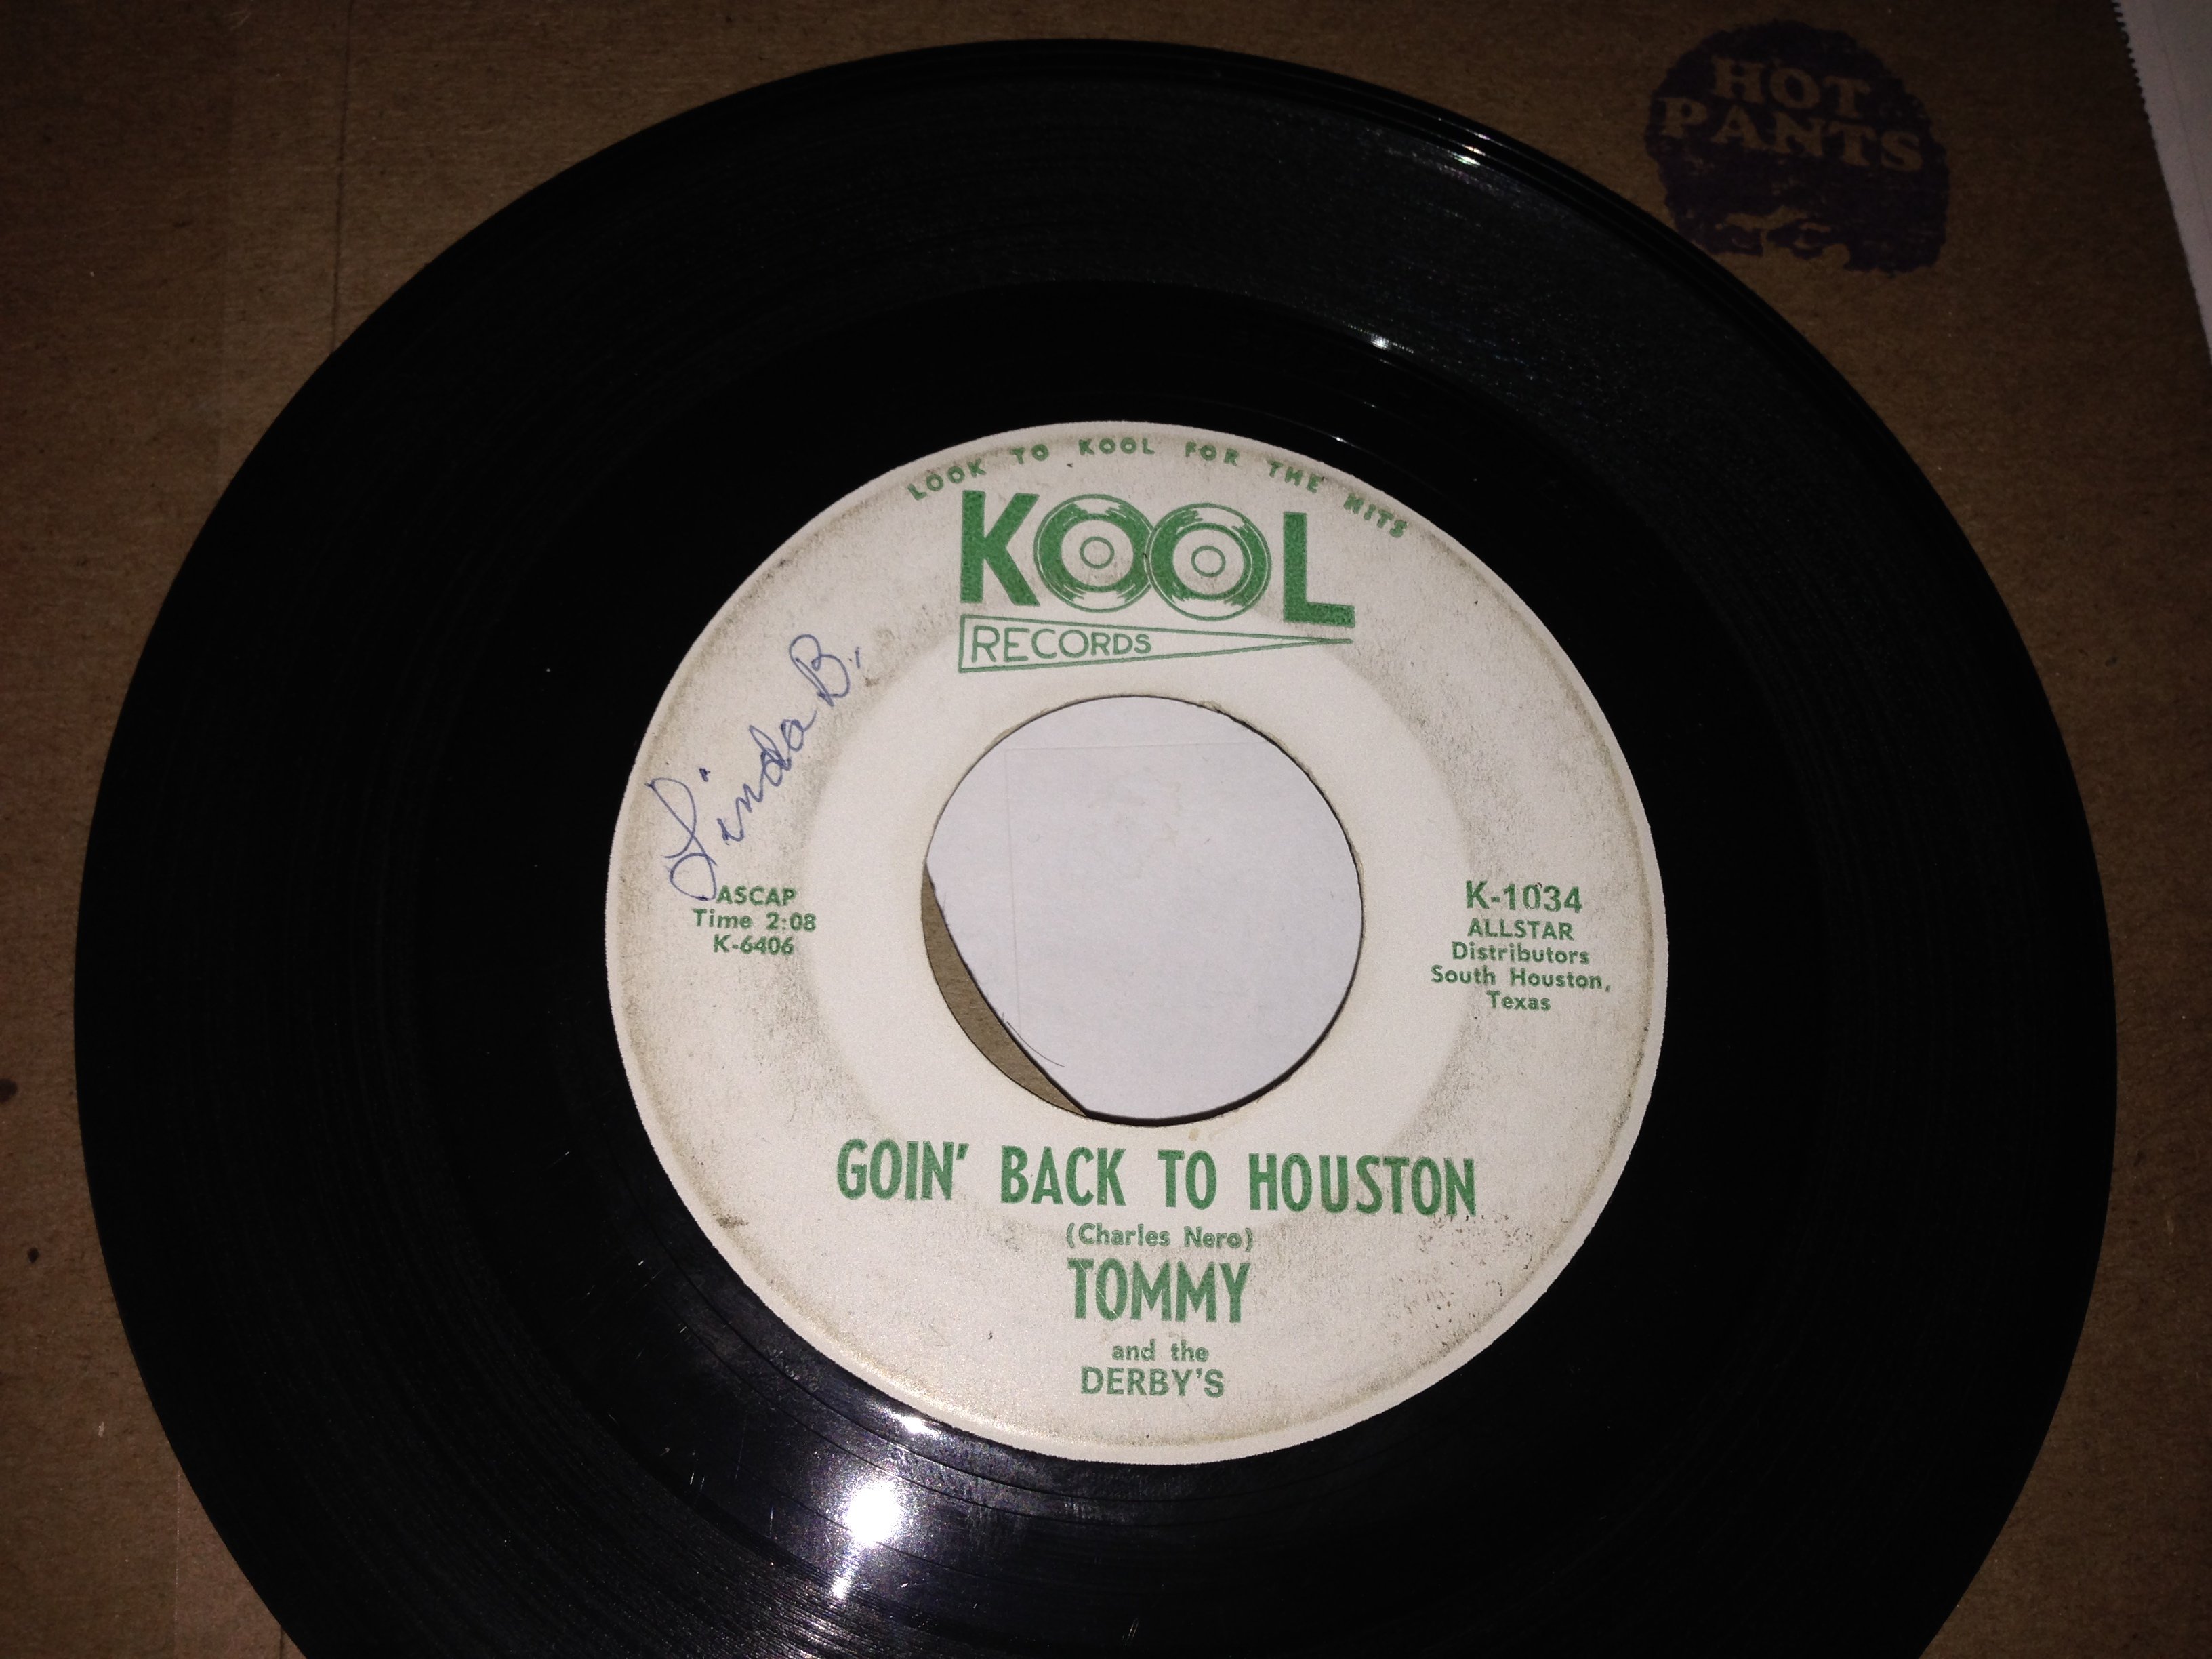 HOT
PANTS
LOOK TO KOOL FOR THE HITS
KOOL
RECORDS
Linda B.
ASCAP
Time 2:08
K-6406
K-1034
ALLSTAR
Distributors
South Houston,
Texas
GOIN' BACK TO HOUSTON
(Charles Nero)
TOMMY
and the
DERBY'S